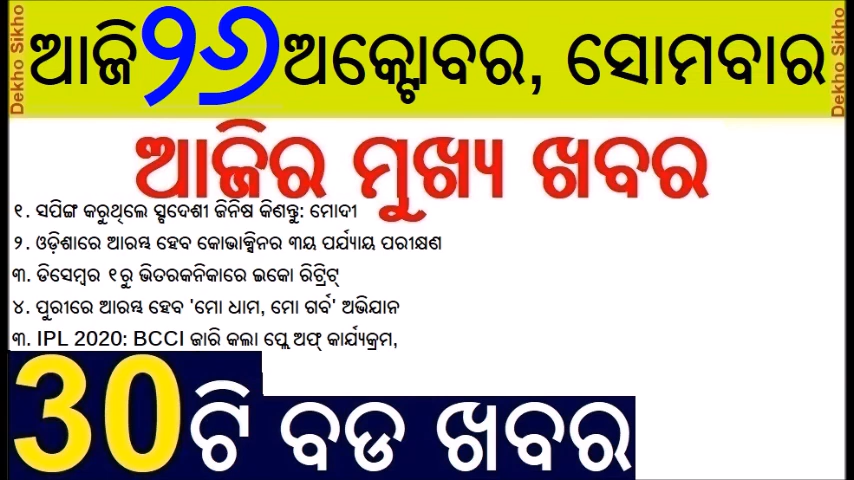 Dekho Sikho
ଆଜି ୨୬ ଅକ୍ଟୋବର, ସୋମବାର
Dekho Sikho
ଆଜିର ମୁଖ୍ୟ ଖବର
୧. ସପିଙ୍ଗ କରୁଥିଲେ ସ୍ବଦେଶୀ ଜିନିଷ କିଣନ୍ତୁ: ମୋଦୀ
୨. ଓଡ଼ିଶାରେ ଆରମ୍ଭ ହେବ କୋଭାକ୍ସିନର ୩ୟ ପର୍ଯ୍ୟାୟ ପରୀକ୍ଷଣ
୩. ଡିସେମ୍ବର ୧ରୁ ଭିତରକନିକାରେ ଇକୋ ରିଟ୍ରିଟ୍
୪. ପୁରୀରେ ଆରମ୍ଭ ହେବ 'ମୋ ଧାମ, ମୋ ଗର୍ବ' ଅଭିଯାନ
୩. IPL 2020: BCCI ଜାରି କଲା ପ୍ଲେ ଅଫ୍ କାର୍ଯ୍ୟକ୍ରମ,
30ଟି ବଡ ଖବର